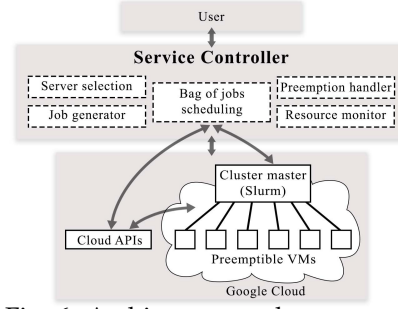 User
Service Controller
Server selection
Bag of jobs
scheduling
Preemption handler
Job generator
Resource monitor
Cluster master
(Slurm)
Cloud APIs
Preemptible VMs
Google Cloud